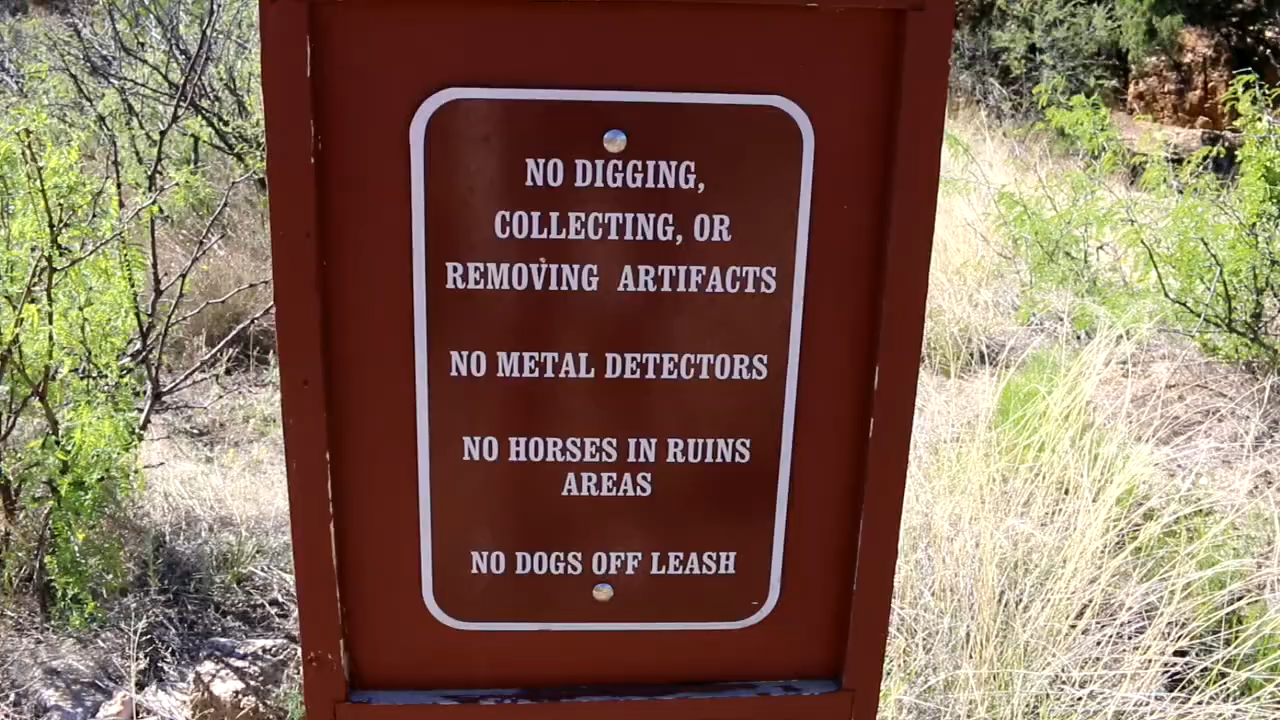 NO DIGGING,
COLLECTING, OR
REMOVING ARTIFACTS
NO METAL DETECTORS
NO HORSES IN RUINS
AREAS
NO DOGS OFF LEASH